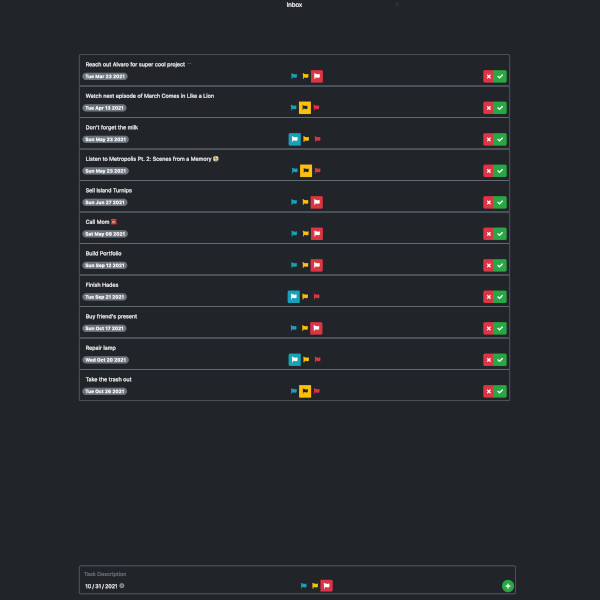 Inbox
Reach out Alvaro for super cool project
Tue Mar 23 2021
Watch next episode of March Comes in Like a Lion
Tue Apr 13 2021
Don't forget the milk
Sun May 23 2021
Listen to Metropolis Pt. 2: Scenes from a Memory
Sun May 23 2021
Sell Island Turnips
Sun Jun 27 2021
Call Mom
Sat May 08 2021
Build Portfolio
Sun Sep 12 2021
Finish Hades
Tue Sep 21 2021
Buy friend's present
Sun Oct 17 2021
Repair lamp
Wed Oct 20 2021
Take the trash out
Tue Oct 26 2021
Task Description
10/31/2021